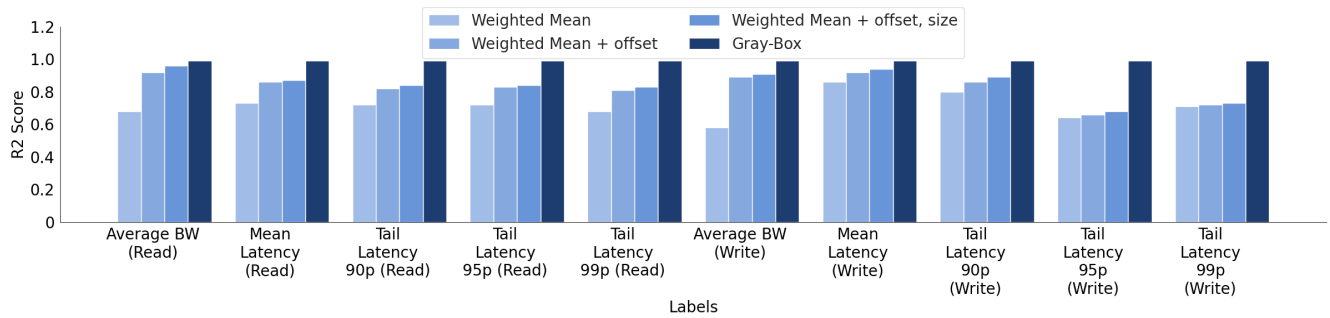 Weighted Mean
Weighted Mean + offset
Weighted Mean + offset, size
Gray-Box
R2 Score
1.2
1.0
0.8
0.6
0.4
0.2
0
Average BW
(Read)
Mean
Latency
(Read)
Tail
Latency
90p (Read)
Tail
Latency
95p (Read)
Tail
Latency
99p (Read)
Average BW
(Write)
Mean
Latency
(Write)
Tail
Latency
90p
(Write)
Tail
Latency
95p
(Write)
Tail
Latency
99p
(Write)
Labels